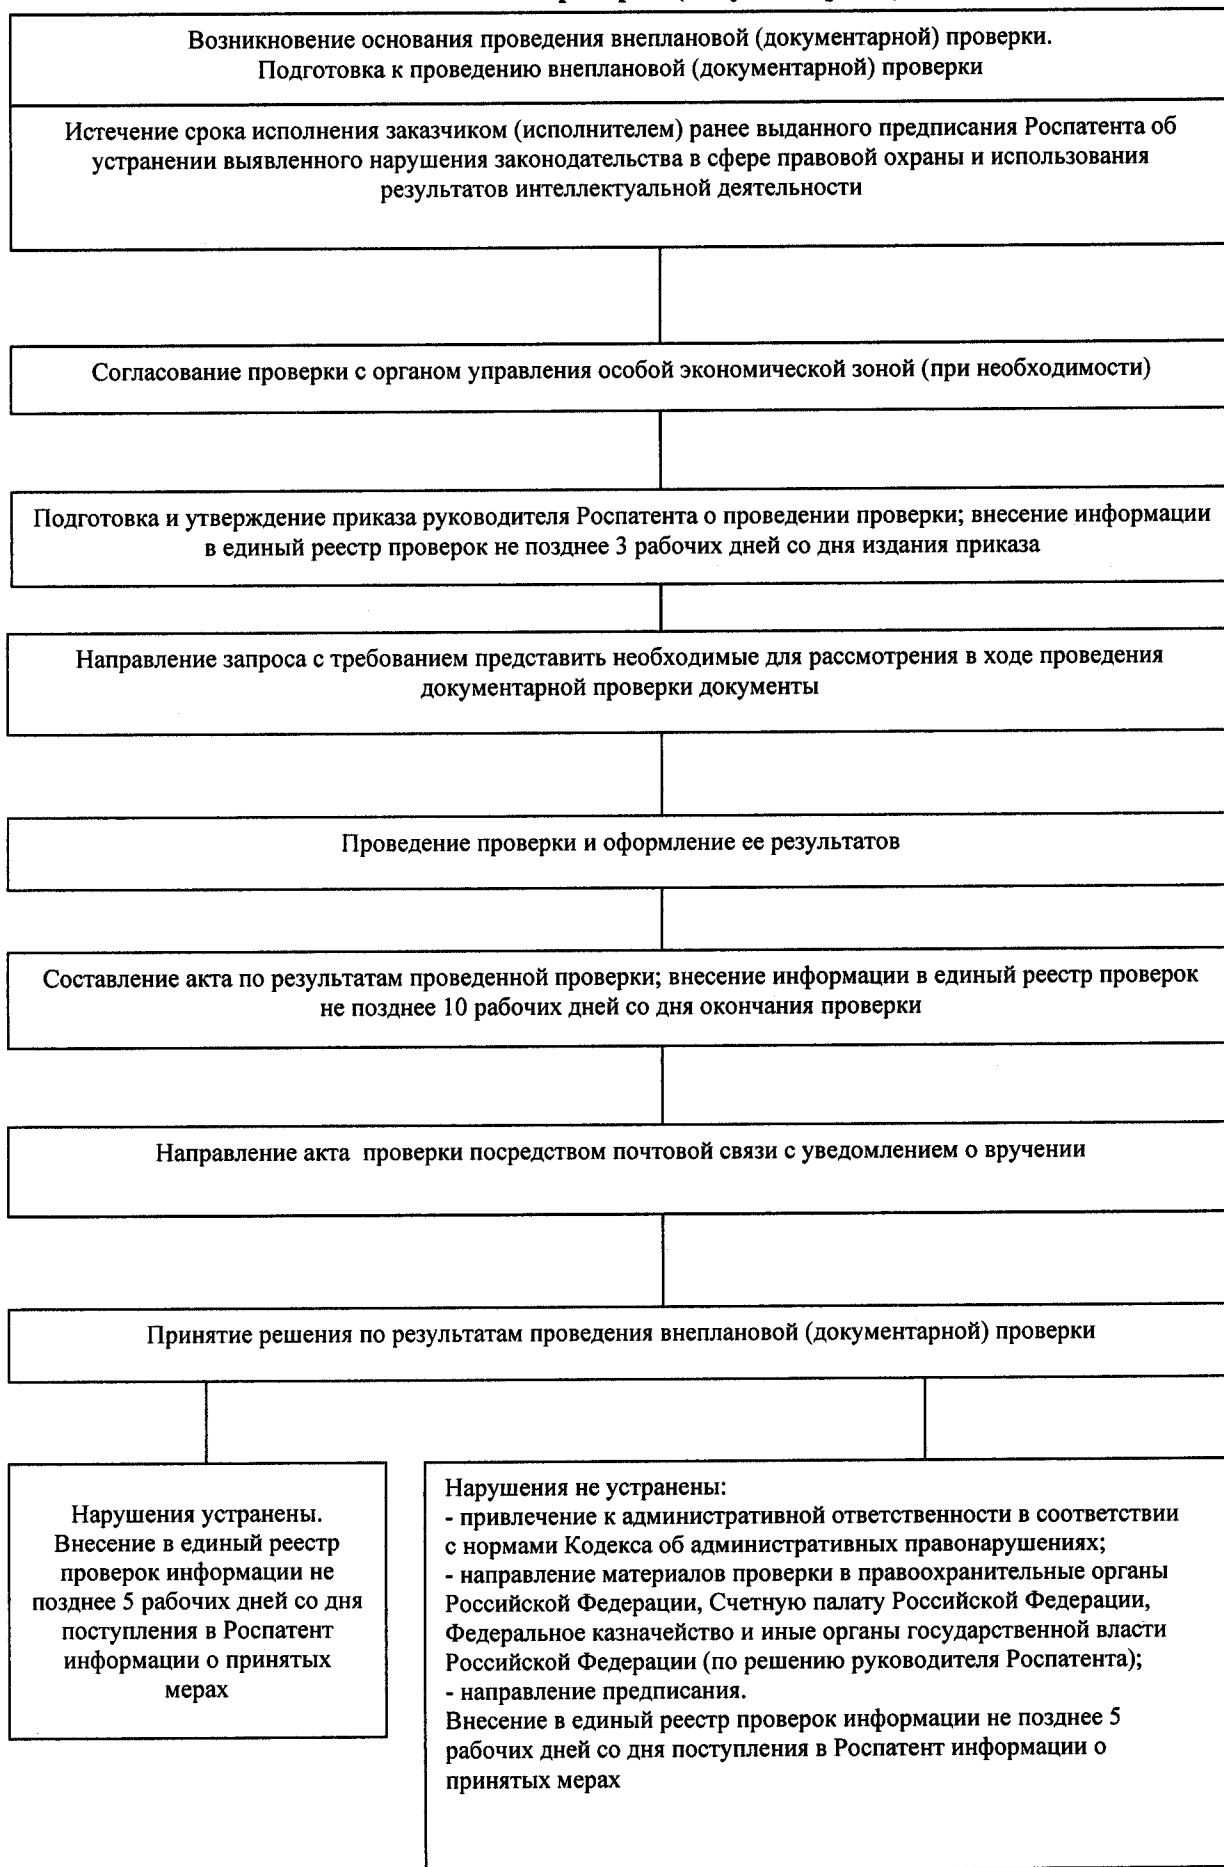 Возникновение основания проведения внеплановой (документарной) проверки.
Подготовка к проведению внеплановой (документарной) проверки
Истечение срока исполнения заказчиком (исполнителем) ранее выданного предписания Роспатента об
устранении выявленного нарушения законодательства в сфере правовой охраны и использования
результатов интеллектуальной деятельности
Согласование проверки с органом управления особой экономической зоной (при необходимости)
Подготовка и утверждение приказа руководителя Роспатента о проведении проверки; внесение информации
в единый реестр проверок не позднее 3 рабочих дней со дня издания приказа
Направление запроса с требованием представить необходимые для рассмотрения в ходе проведения
документарной проверки документы
Проведение проверки и оформление ее результатов
Составление акта по результатам проведенной проверки; внесение информации в единый реестр проверок
не позднее 10 рабочих дней со дня окончания проверки
Направление акта проверки посредством почтовой связи с уведомлением о вручении
Принятие решения по результатам проведения внеплановой (документарной) проверки
Нарушения устранены.
Внесение в единый реестр
проверок информации не
позднее 5 рабочих дней со дня
поступления в Роспатент
информации о принятых
мерах
Нарушения не устранены:
- привлечение к административной ответственности в соответствии
с нормами Кодекса об административных правонарушениях;
- направление материалов проверки в правоохранительные органы
Российской Федерации, Счетную палату Российской Федерации,
Федеральное казначейство и иные органы государственной власти
Российской Федерации (по решению руководителя Роспатента);
- направление предписания.
Внесение в единый реестр проверок информации не позднее 5
рабочих дней со дня поступления в Роспатент информации о
принятых мерах